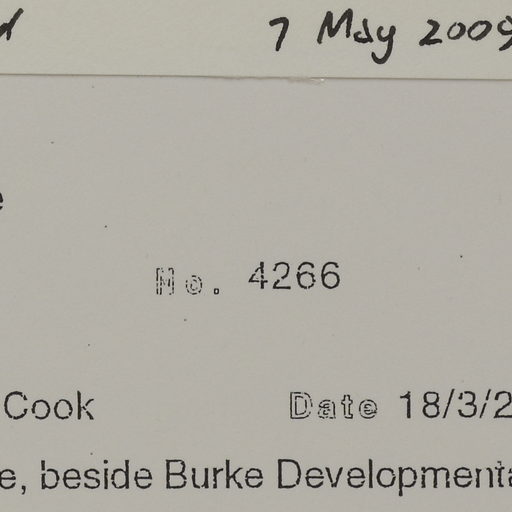 7 May 2009
No. 4266
Cook Date 18/3/2
e, beside Burke Developmenta